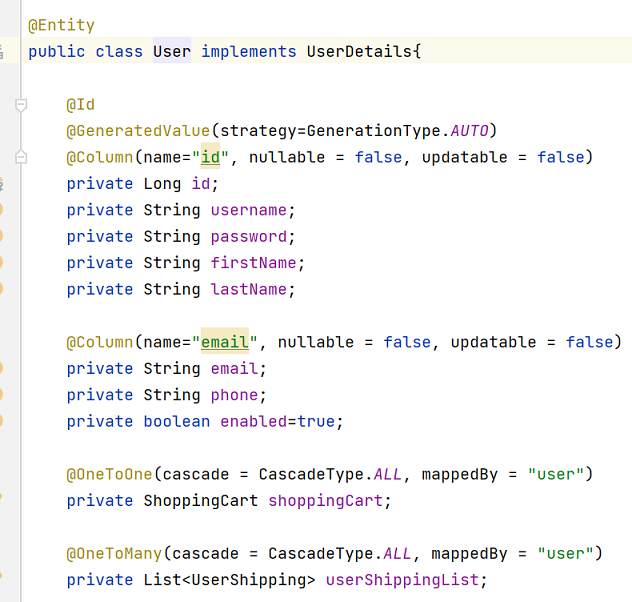 @Entity
public class User implements UserDetails{
@Id
@GeneratedValue(strategy=GenerationType.AUTO)
@Column(name="id", nullable = false, updatable = false)
private Long id;
private String username;
private String password;
private String firstName;
private String lastName;
@Column(name="email", nullable = false, updatable = false)
private String email;
private String phone;
private boolean enabled=true;
@OneToOne(cascade = CascadeType.ALL, mappedBy = "user")
private ShoppingCart shoppingCart;
@OneToMany(cascade = CascadeType.ALL, mappedBy = "user")
private List<UserShipping> userShippingList;